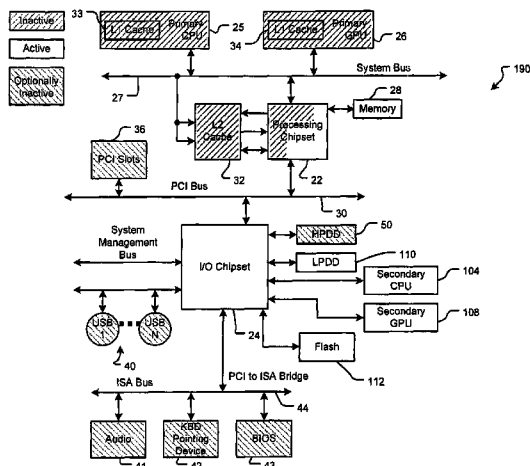 Inactive
Active
Optionally Inactive
33
L1 Cache
Primary CPU
25
34
L1 Cache
Primary GPU
26
System Bus
190
27
28
Memory
36
PCI Slots
L2 Cache
32
Processing Chipset
22
PCI Bus
30
System Management Bus
HPDD
50
LPDD
110
I/O Chipset
Secondary CPU
104
Secondary GPU
108
USB 1
USB N
24
Flash
40
112
ISA Bus
PCI to ISA Bridge
44
Audio
KBD Pointing Device
BIOS
41
42
43